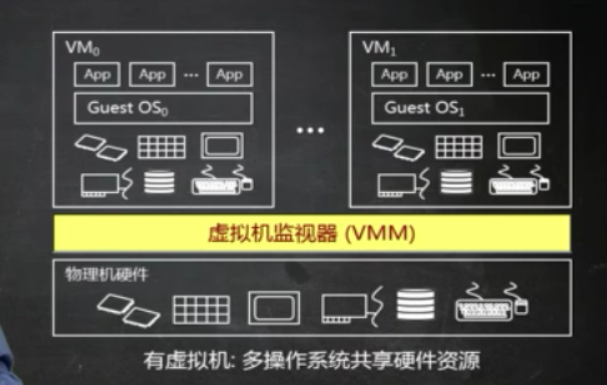 VM₀
App App ... App
Guest OS₀
...
VM₁
App App ... App
Guest OS₁
虚拟机监视器 (VMM)
物理机硬件
有虚拟机: 多操作系统共享硬件资源